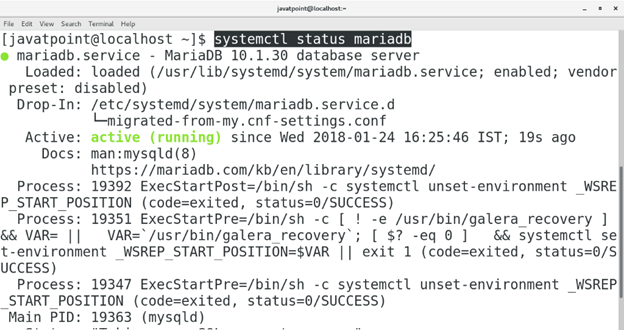 javatpoint@localhost:~
File Edit View Search Terminal Help
[javatpoint@localhost ~]$ systemctl status mariadb
● mariadb.service - MariaDB 10.1.30 database server
   Loaded: loaded (/usr/lib/systemd/system/mariadb.service; enabled; vendor
 preset: disabled)
  Drop-In: /etc/systemd/system/mariadb.service.d
           └─migrated-from-my.cnf-settings.conf
   Active: active (running) since Wed 2018-01-24 16:25:46 IST; 19s ago
     Docs: man:mysqld(8)
           https://mariadb.com/kb/en/library/systemd/
  Process: 19392 ExecStartPost=/bin/sh -c systemctl unset-environment _WSRE
P_START_POSITION (code=exited, status=0/SUCCESS)
  Process: 19351 ExecStartPre=/bin/sh -c [ ! -e /usr/bin/galera_recovery ]
&& VAR= ||   VAR=`/usr/bin/galera_recovery`; [ $? -eq 0 ]   && systemctl se
t-environment _WSREP_START_POSITION=$VAR || exit 1 (code=exited, status=0/S
UCCESS)
  Process: 19347 ExecStartPre=/bin/sh -c systemctl unset-environment _WSREP
_START_POSITION (code=exited, status=0/SUCCESS)
 Main PID: 19363 (mysqld)